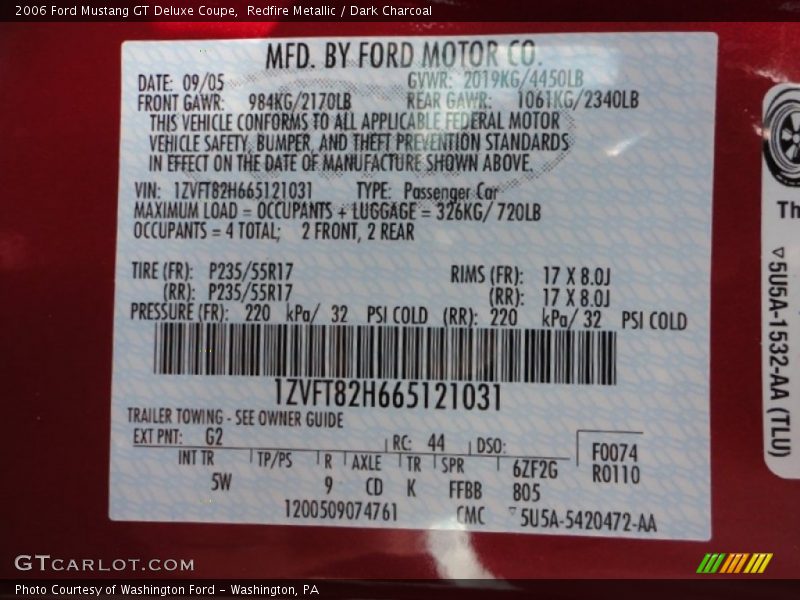 2006 Ford Mustang GT Deluxe Coupe,  Redfire Metallic / Dark Charcoal
MFD. BY FORD MOTOR CO.
DATE: 09/05 GVWR: 2019KG/4450LB
FRONT GAWR: 984KG/2170LB REAR GAWR: 1061KG/2340LB
THIS VEHICLE CONFORMS TO ALL APPLICABLE FEDERAL MOTOR
VEHICLE SAFETY, BUMPER, AND THEFT PREVENTION STANDARDS
IN EFFECT ON THE DATE OF MANUFACTURE SHOWN ABOVE.
VIN: 1ZVFT82H665121031 TYPE: Passenger Car
MAXIMUM LOAD = OCCUPANTS + LUGGAGE = 326KG/ 720LB
OCCUPANTS = 4 TOTAL; 2 FRONT, 2 REAR
TIRE (FR): P235/55R17 RIMS (FR): 17 X 8.0J
(RR): P235/55R17 (RR): 17 X 8.0J
PRESSURE (FR): 220 kPa/ 32 PSI COLD (RR): 220 kPa/ 32 PSI COLD
1ZVFT82H665121031
TRAILER TOWING - SEE OWNER GUIDE
EXT PNT: G2 RC: 44 DSO: F0074
R0110
INT TR TP/PS R AXLE TR SPR 6ZF2G
5W 9 CD K FFBB 805
1200509074761 CMC 5U5A-5420472-AA
Th
5U5A-1532-AA (TLU)
GTCARLOT.COM
Photo Courtesy of Washington Ford - Washington, PA